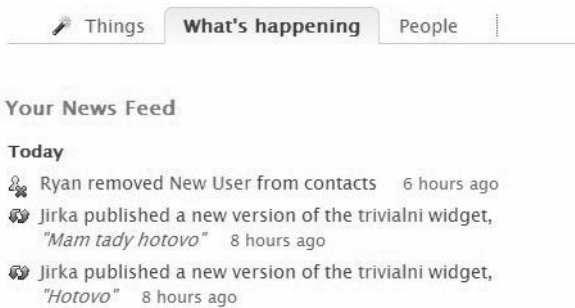 Things What's happening People
Your News Feed
Today
Ryan removed New User from contacts 6 hours ago
Jirka published a new version of the trivialni widget,
"Mam tady hotovo" 8 hours ago
Jirka published a new version of the trivialni widget,
"Hotovo" 8 hours ago